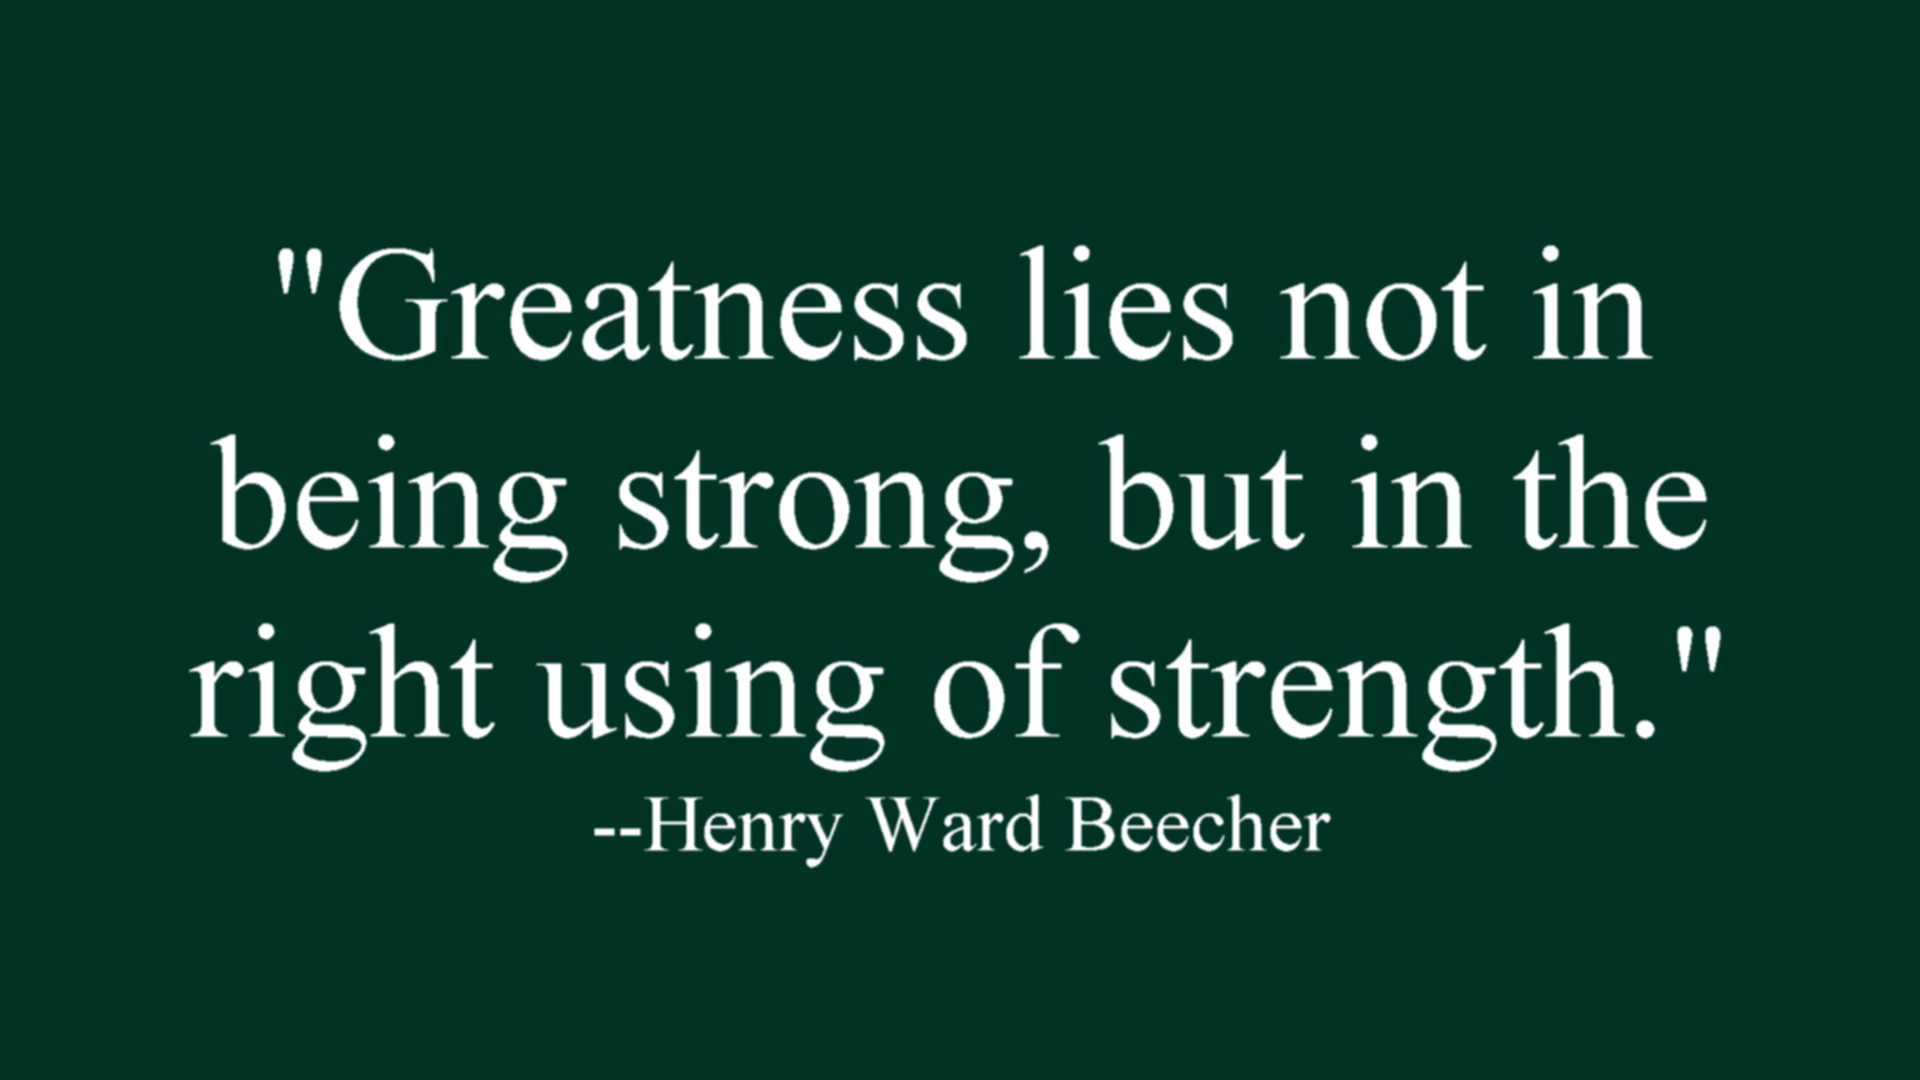 "Greatness lies not in
being strong, but in the
right using of strength."
--Henry Ward Beecher